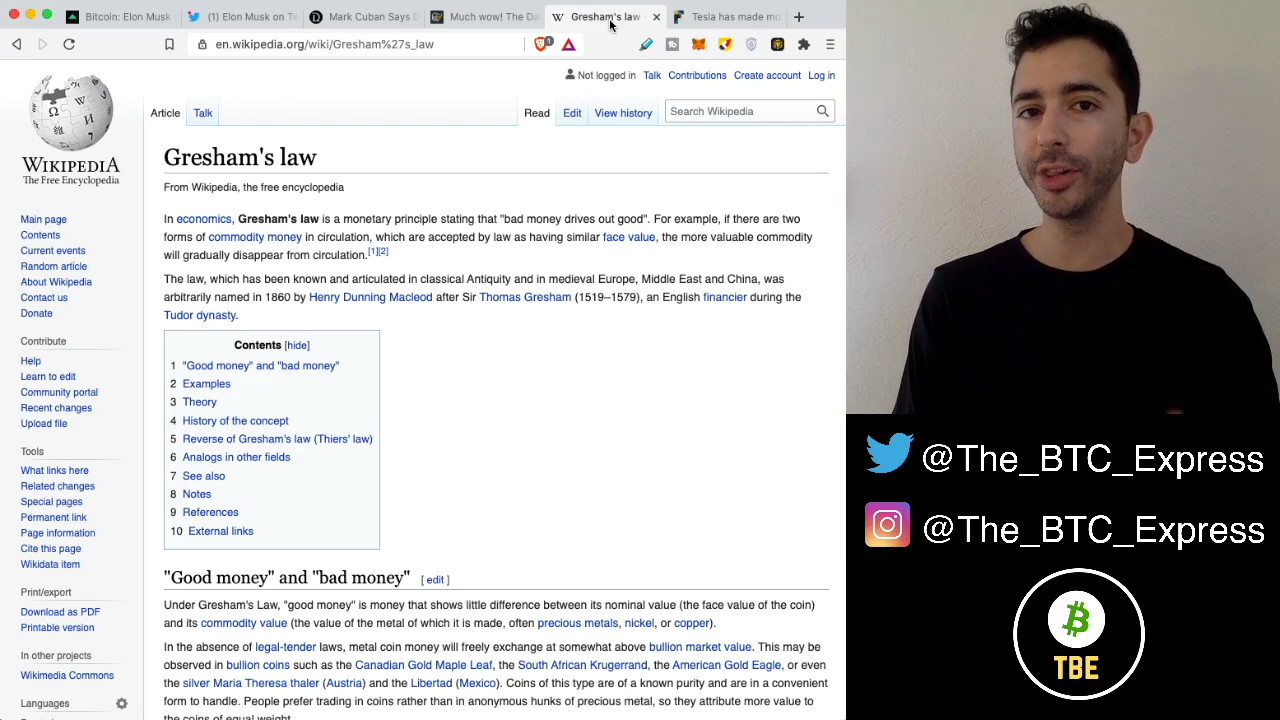 Bitcoin: Elon Musk
(1) Elon Musk on Tw
Mark Cuban Says D
Much wow! The Da
Gresham's law
Tesla has made mo
en.wikipedia.org/wiki/Gresham%27s_law
1
Not logged in Talk Contributions Create account Log in
Article Talk Read Edit View history Search Wikipedia
WIKIPEDIA
The Free Encyclopedia
Main page
Contents
Current events
Random article
About Wikipedia
Contact us
Donate
Contribute
Help
Learn to edit
Community portal
Recent changes
Upload file
Tools
What links here
Related changes
Special pages
Permanent link
Page information
Cite this page
Wikidata item
Print/export
Download as PDF
Printable version
In other projects
Wikimedia Commons
Languages
Gresham's law
From Wikipedia, the free encyclopedia
In economics, Gresham's law is a monetary principle stating that "bad money drives out good". For example, if there are two
forms of commodity money in circulation, which are accepted by law as having similar face value, the more valuable commodity
will gradually disappear from circulation.[1][2]
The law, which has been known and articulated in classical Antiquity and in medieval Europe, Middle East and China, was
arbitrarily named in 1860 by Henry Dunning Macleod after Sir Thomas Gresham (1519–1579), an English financier during the
Tudor dynasty.
Contents [hide]
1 "Good money" and "bad money"
2 Examples
3 Theory
4 History of the concept
5 Reverse of Gresham's law (Thiers' law)
6 Analogs in other fields
7 See also
8 Notes
9 References
10 External links
"Good money" and "bad money" [ edit ]
Under Gresham's Law, "good money" is money that shows little difference between its nominal value (the face value of the coin)
and its commodity value (the value of the metal of which it is made, often precious metals, nickel, or copper).
In the absence of legal-tender laws, metal coin money will freely exchange at somewhat above bullion market value. This may be
observed in bullion coins such as the Canadian Gold Maple Leaf, the South African Krugerrand, the American Gold Eagle, or even
the silver Maria Theresa thaler (Austria) and the Libertad (Mexico). Coins of this type are of a known purity and are in a convenient
form to handle. People prefer trading in coins rather than in anonymous hunks of precious metal, so they attribute more value to
the coins of equal weight.
@The_BTC_Express
@The_BTC_Express
TBE